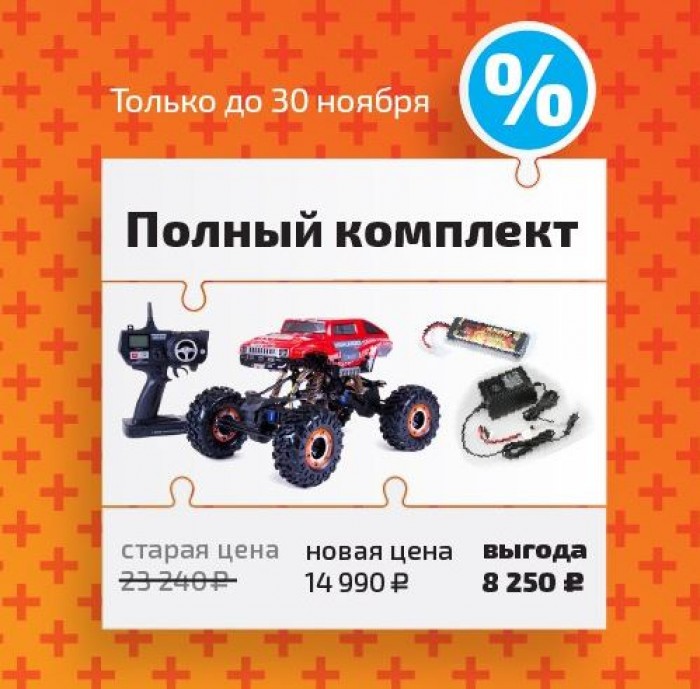 %
Только до 30 ноября
Полный комплект
старая цена
23 240 ₽
новая цена
14 990 ₽
выгода
8 250 ₽